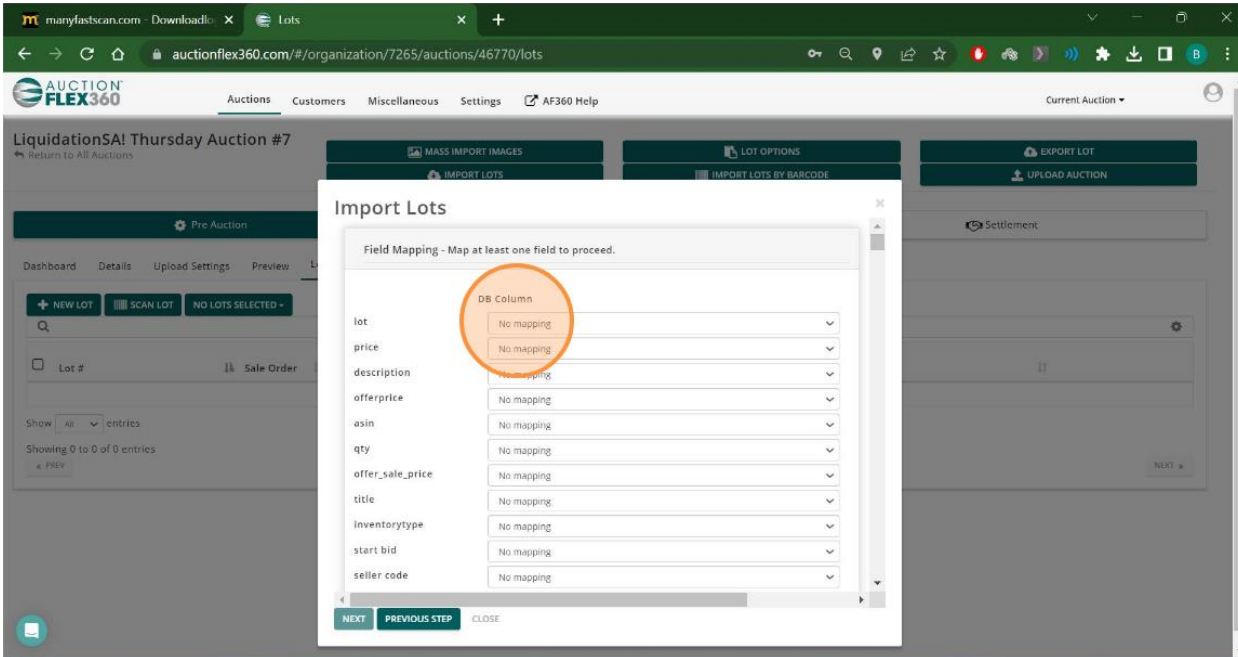 manyfastscan.com - Downloadlo
Lots
auctionflex360.com/#/organization/7265/auctions/46770/lots
B
AUCTION
FLEX360
Auctions
Customers
Miscellaneous
Settings
AF360 Help
Current Auction
LiquidationSA! Thursday Auction #7
Return to All Auctions
MASS IMPORT IMAGES
LOT OPTIONS
EXPORT LOT
IMPORT LOTS
IMPORT LOTS BY BARCODE
UPLOAD AUCTION
Pre Auction
Settlement
Dashboard
Details
Upload Settings
Preview
NEW LOT
SCAN LOT
NO LOTS SELECTED
Lot #
Sale Order
Show All entries
Showing 0 to 0 of 0 entries
« PREV
NEXT »
Import Lots
Field Mapping - Map at least one field to proceed.
DB Column
lot No mapping
price No mapping
description No mapping
offerprice No mapping
asin No mapping
qty No mapping
offer_sale_price No mapping
title No mapping
inventorytype No mapping
start bid No mapping
seller code No mapping
NEXT
PREVIOUS STEP
CLOSE